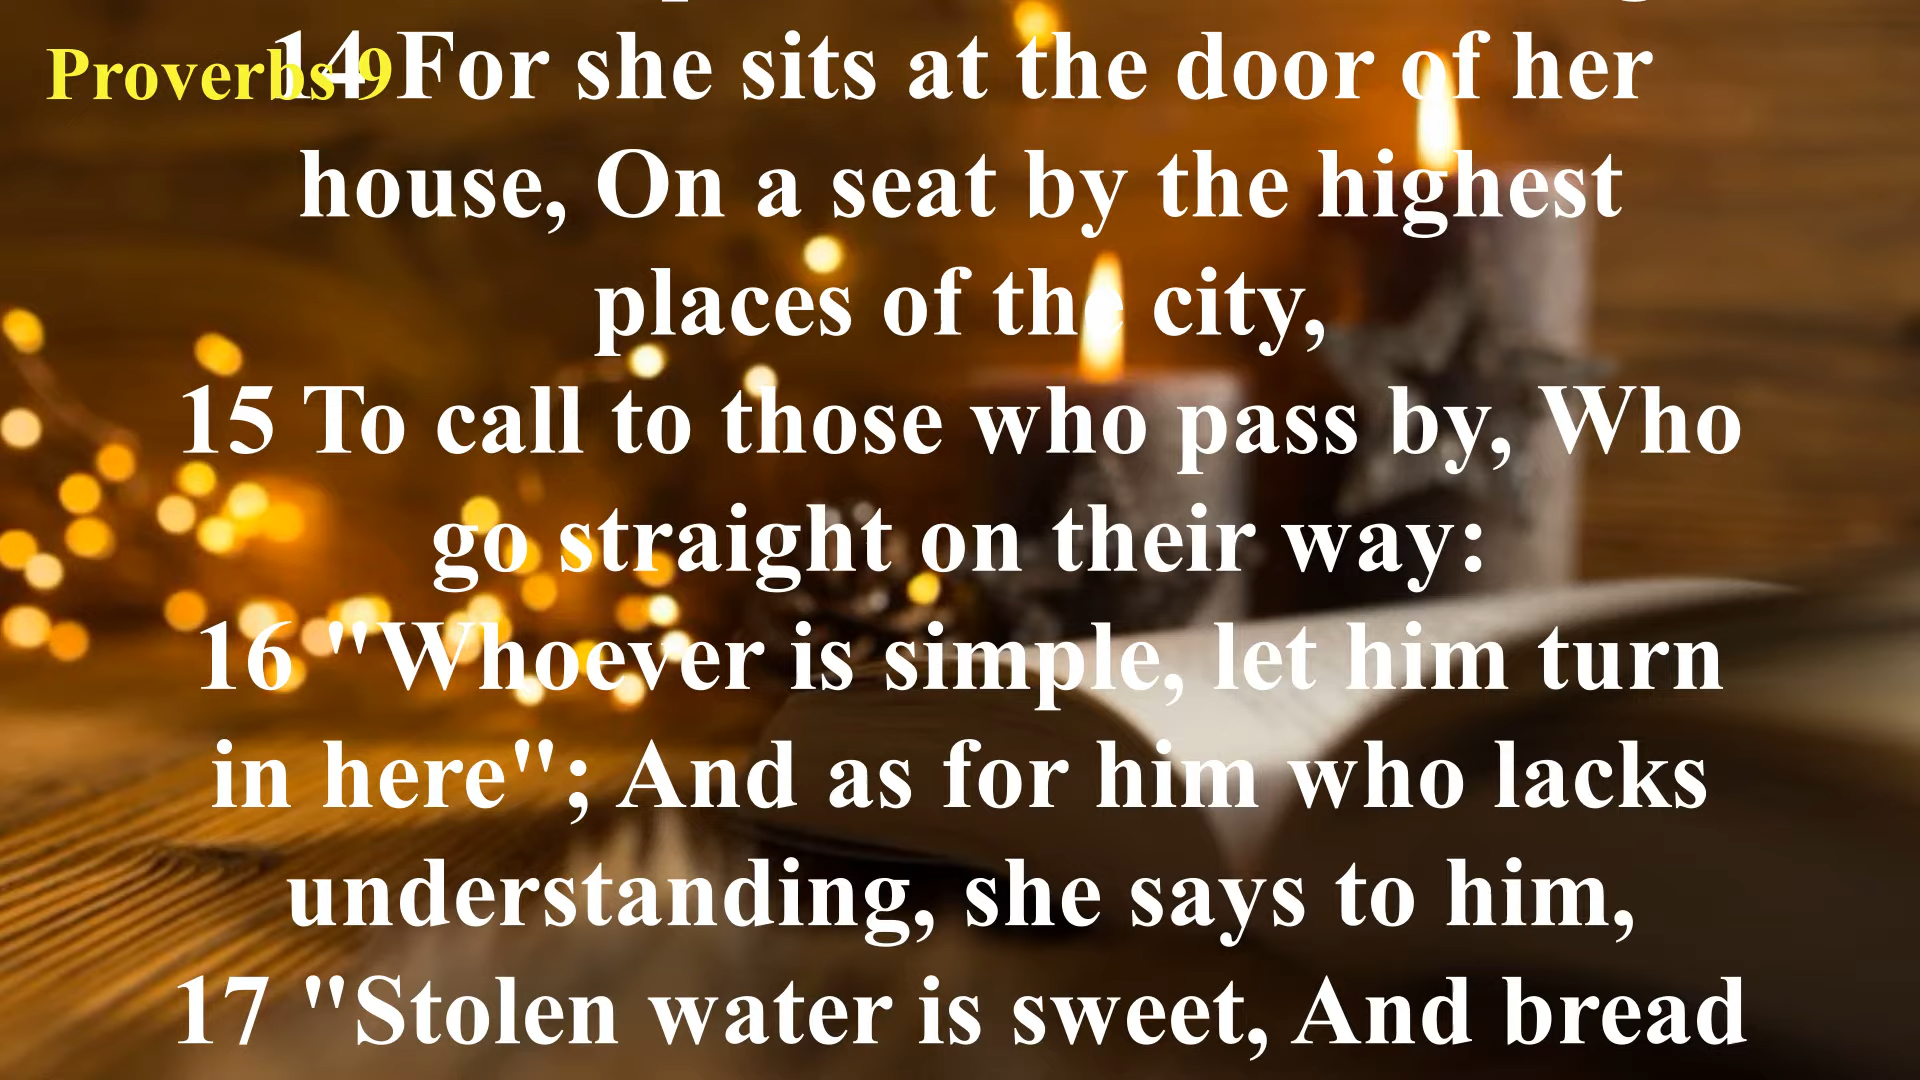 Proverbs 9
14 For she sits at the door of her
house, On a seat by the highest
places of the city,
15 To call to those who pass by, Who
go straight on their way:
16 "Whoever is simple, let him turn
in here"; And as for him who lacks
understanding, she says to him,
17 "Stolen water is sweet, And bread